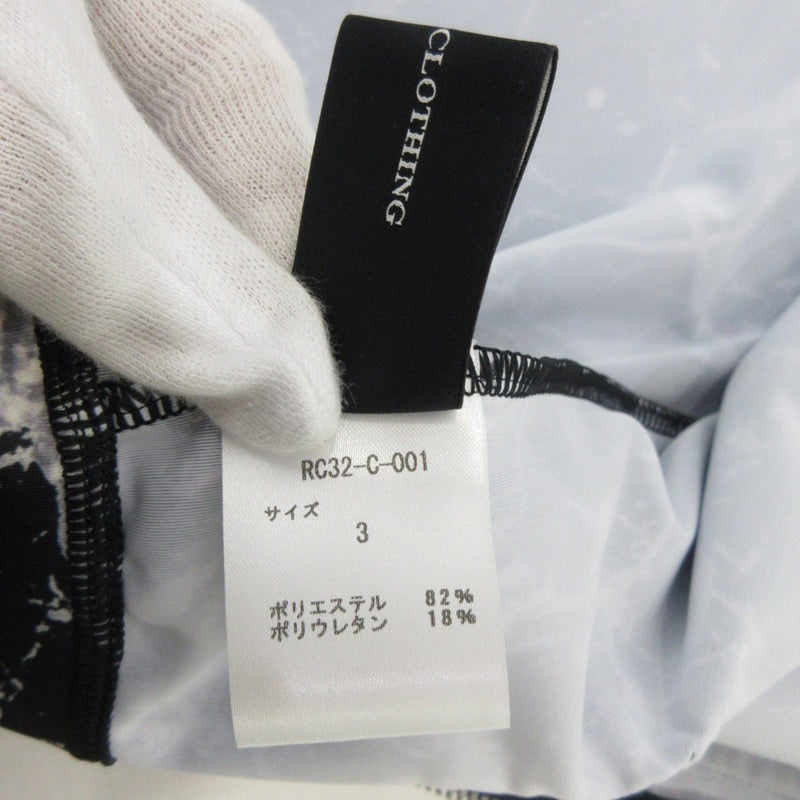 CLOTHING
RC32-C-001
サイズ
3
ポリエステル 82%
ポリウレタン 18%